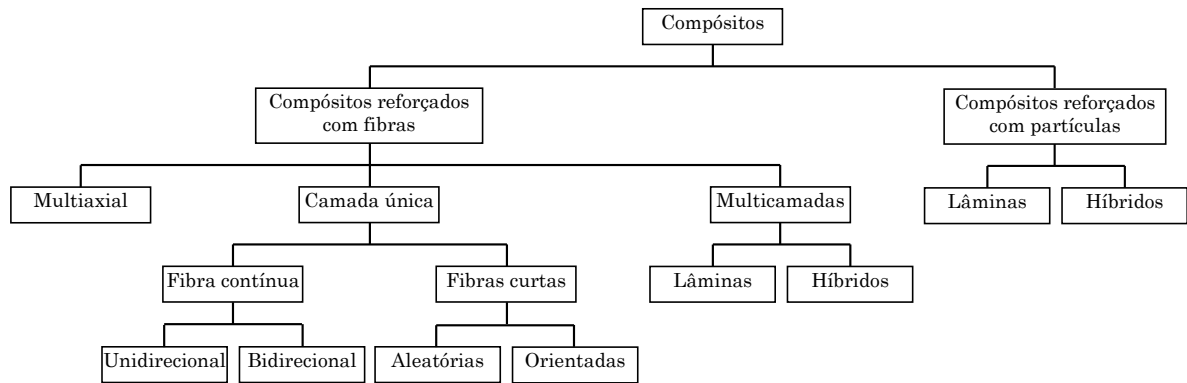 Compósitos
Compósitos reforçados
com fibras
Compósitos reforçados
com partículas
Multiaxial
Camada única
Multicamadas
Lâminas
Híbridos
Fibra contínua
Fibras curtas
Lâminas
Híbridos
Unidirecional
Bidirecional
Aleatórias
Orientadas